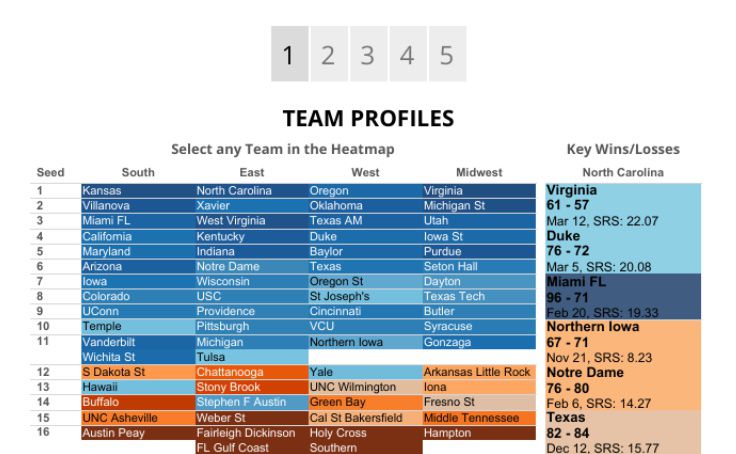 1 2 3 4 5
TEAM PROFILES
Select any Team in the Heatmap
Key Wins/Losses
Seed South East West Midwest
North Carolina
1 Kansas North Carolina Oregon Virginia
2 Villanova Xavier Oklahoma Michigan St
3 Miami FL West Virginia Texas AM Utah
4 California Kentucky Duke Iowa St
5 Maryland Indiana Baylor Purdue
6 Arizona Notre Dame Texas Seton Hall
7 Iowa Wisconsin Oregon St Dayton
8 Colorado USC St Joseph's Texas Tech
9 UConn Providence Cincinnati Butler
10 Temple Pittsburgh VCU Syracuse
11 Vanderbilt Michigan Northern Iowa Gonzaga
Wichita St Tulsa
12 S Dakota St Chattanooga Yale Arkansas Little Rock
13 Hawaii Stony Brook UNC Wilmington Iona
14 Buffalo Stephen F Austin Green Bay Fresno St
15 UNC Asheville Weber St Cal St Bakersfield Middle Tennessee
16 Austin Peay Fairleigh Dickinson Holy Cross Hampton
FL Gulf Coast Southern
Virginia
61 - 57
Mar 12, SRS: 22.07
Duke
76 - 72
Mar 5, SRS: 20.08
Miami FL
96 - 71
Feb 20, SRS: 19.33
Northern Iowa
67 - 71
Nov 21, SRS: 8.23
Notre Dame
76 - 80
Feb 6, SRS: 14.27
Texas
82 - 84
Dec 12, SRS: 15.77